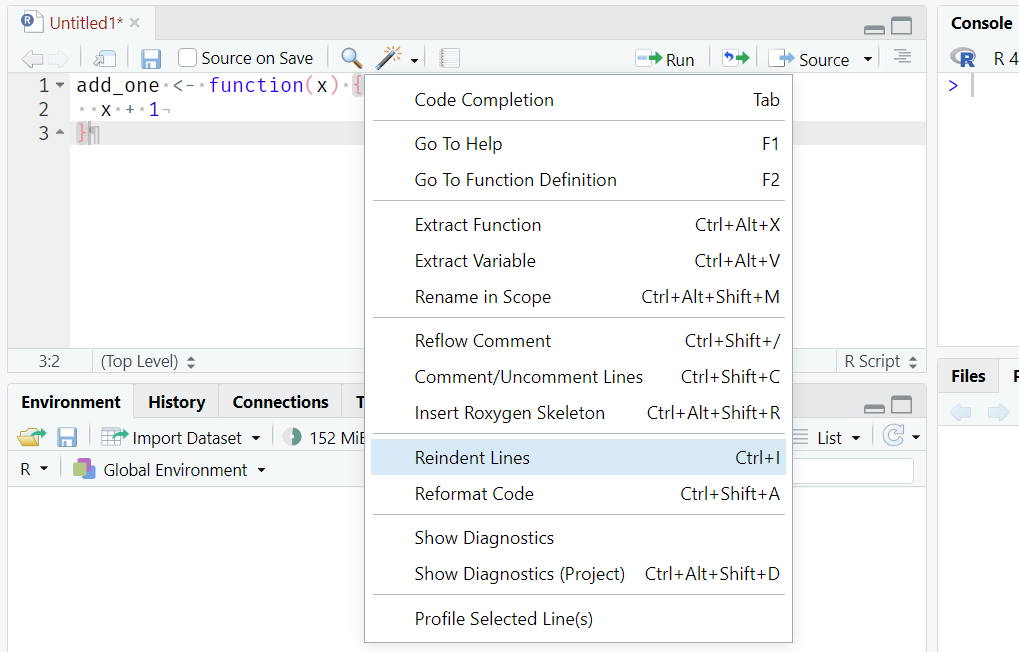 Untitled1*
Source on Save
Run
Source
1 add_one <- function(x) {
2 x + 1
3 }
3:2 (Top Level)
R Script
Code Completion Tab
Go To Help F1
Go To Function Definition F2
Extract Function Ctrl+Alt+X
Extract Variable Ctrl+Alt+V
Rename in Scope Ctrl+Alt+Shift+M
Reflow Comment Ctrl+Shift+/
Comment/Uncomment Lines Ctrl+Shift+C
Insert Roxygen Skeleton Ctrl+Alt+Shift+R
Reindent Lines Ctrl+I
Reformat Code Ctrl+Shift+A
Show Diagnostics
Show Diagnostics (Project) Ctrl+Alt+Shift+D
Profile Selected Line(s)
Environment History Connections T
Import Dataset 152 MiB List
R Global Environment
Console
R 4
>
Files